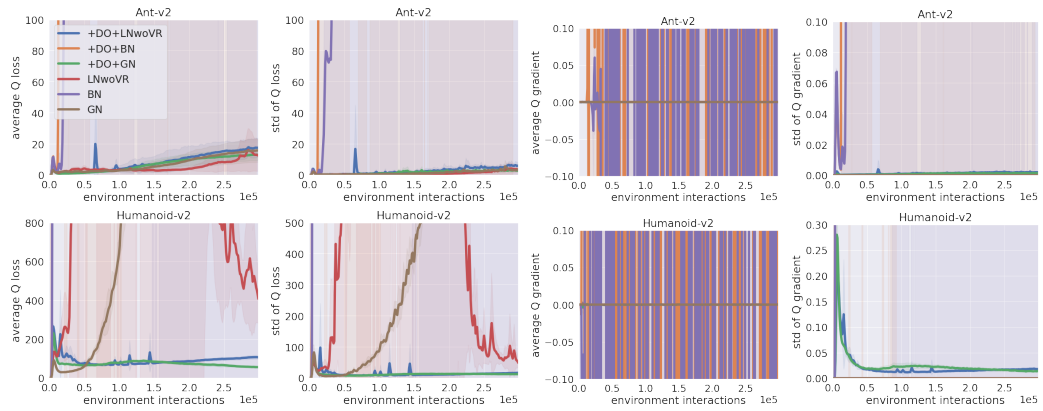 Ant-v2
average Q loss
100
80
60
40
20
0
+DO+LNwoVR
+DO+BN
+DO+GN
LNwoVR
BN
GN
0.0 0.5 1.0 1.5 2.0 2.5
1e5
environment interactions
Ant-v2
std of Q loss
100
80
60
40
20
0
0.0 0.5 1.0 1.5 2.0 2.5
1e5
environment interactions
Ant-v2
average Q gradient
0.10
0.05
0.00
−0.05
−0.10
0.0 0.5 1.0 1.5 2.0 2.5
1e5
environment interactions
Ant-v2
std of Q gradient
0.10
0.08
0.06
0.04
0.02
0.00
0.0 0.5 1.0 1.5 2.0 2.5
1e5
environment interactions
Humanoid-v2
average Q loss
800
600
400
200
0
0.0 0.5 1.0 1.5 2.0 2.5
1e5
environment interactions
Humanoid-v2
std of Q loss
500
400
300
200
100
0
0.0 0.5 1.0 1.5 2.0 2.5
1e5
environment interactions
Humanoid-v2
average Q gradient
0.10
0.05
0.00
−0.05
−0.10
0.0 0.5 1.0 1.5 2.0 2.5
1e5
environment interactions
Humanoid-v2
std of Q gradient
0.30
0.25
0.20
0.15
0.10
0.05
0.00
0.0 0.5 1.0 1.5 2.0 2.5
1e5
environment interactions